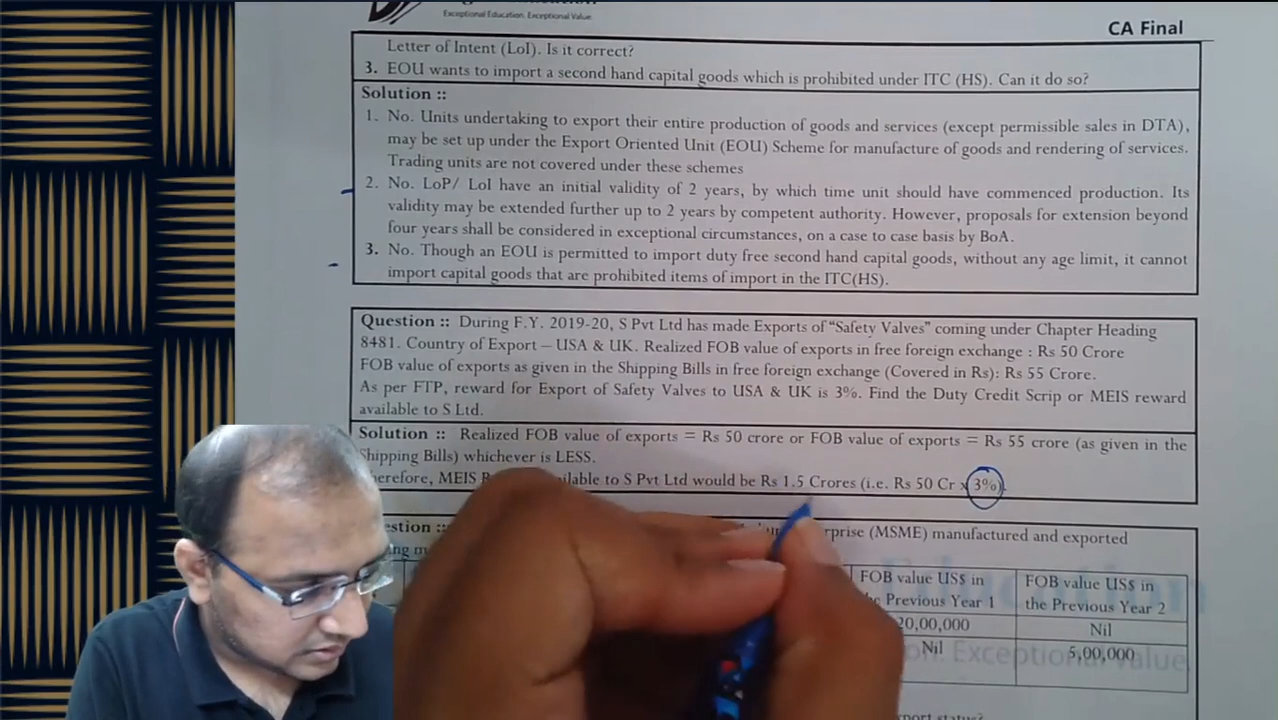 Exceptional Education. Exceptional Value.
CA Final
Letter of Intent (LoI). Is it correct?
3. EOU wants to import a second hand capital goods which is prohibited under ITC (HS). Can it do so?
Solution ::
1. No. Units undertaking to export their entire production of goods and services (except permissible sales in DTA),
may be set up under the Export Oriented Unit (EOU) Scheme for manufacture of goods and rendering of services.
Trading units are not covered under these schemes
2. No. LoP/ LoI have an initial validity of 2 years, by which time unit should have commenced production. Its
validity may be extended further up to 2 years by competent authority. However, proposals for extension beyond
four years shall be considered in exceptional circumstances, on a case to case basis by BoA.
3. No. Though an EOU is permitted to import duty free second hand capital goods, without any age limit, it cannot
import capital goods that are prohibited items of import in the ITC(HS).
Question :: During F.Y. 2019-20, S Pvt Ltd has made Exports of "Safety Valves" coming under Chapter Heading
8481. Country of Export – USA & UK. Realized FOB value of exports in free foreign exchange : Rs 50 Crore
FOB value of exports as given in the Shipping Bills in free foreign exchange (Covered in Rs): Rs 55 Crore.
As per FTP, reward for Export of Safety Valves to USA & UK is 3%. Find the Duty Credit Scrip or MEIS reward
available to S Ltd.
Solution :: Realized FOB value of exports = Rs 50 crore or FOB value of exports = Rs 55 crore (as given in the
Shipping Bills) whichever is LESS.
herefore, MEIS to S Pvt Ltd would be Rs 1.5 Crores (i.e. Rs 50 Cr x 3%)
estion :: rprise (MSME) manufactured and exported
FOB value US$ in FOB value US$ in
Previous Year 1 the Previous Year 2
20,00,000 Nil
Nil 5,00,000